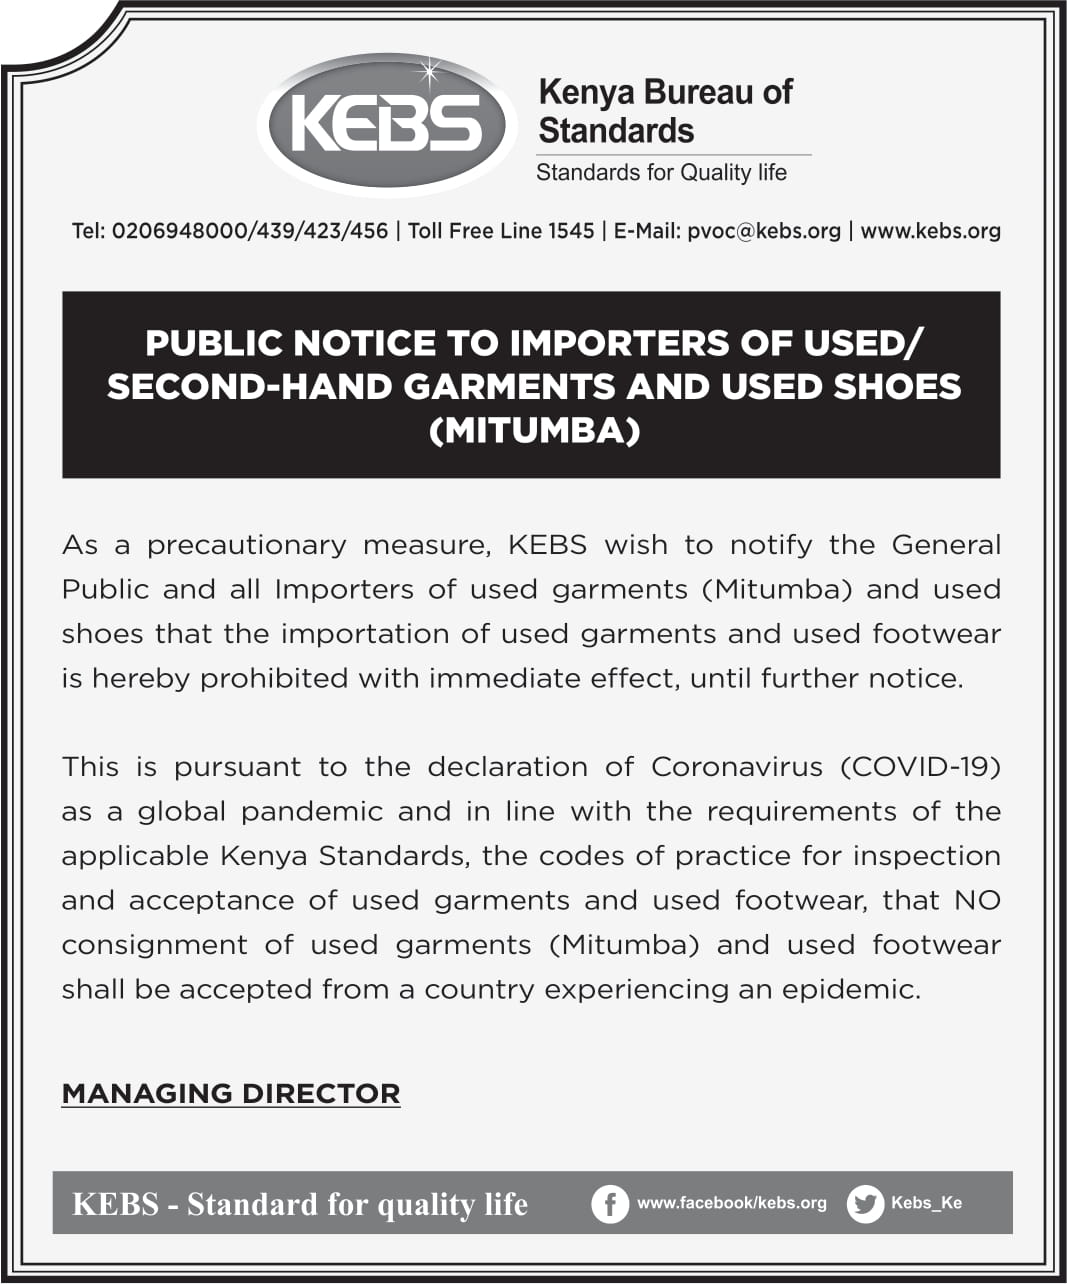 KEBS
Kenya Bureau of
Standards
Standards for Quality life
Tel: 0206948000/439/423/456 | Toll Free Line 1545 | E-Mail: pvoc@kebs.org | www.kebs.org
PUBLIC NOTICE TO IMPORTERS OF USED/
SECOND-HAND GARMENTS AND USED SHOES
(MITUMBA)
As a precautionary measure, KEBS wish to notify the General
Public and all Importers of used garments (Mitumba) and used
shoes that the importation of used garments and used footwear
is hereby prohibited with immediate effect, until further notice.
This is pursuant to the declaration of Coronavirus (COVID-19)
as a global pandemic and in line with the requirements of the
applicable Kenya Standards, the codes of practice for inspection
and acceptance of used garments and used footwear, that NO
consignment of used garments (Mitumba) and used footwear
shall be accepted from a country experiencing an epidemic.
MANAGING DIRECTOR
KEBS - Standard for quality life
www.facebook/kebs.org
Kebs_Ke